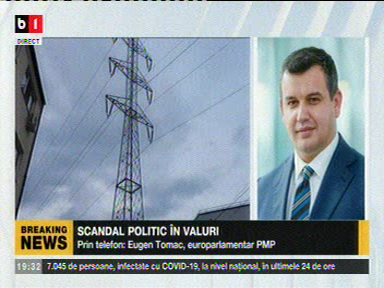 B1
DIRECT
BREAKING NEWS
SCANDAL POLITIC ÎN VALURI
Prin telefon: Eugen Tomac, europarlamentar PMP
19:32 7.045 de persoane, infectate cu COVID-19, la nivel național, în ultimele 24 de ore